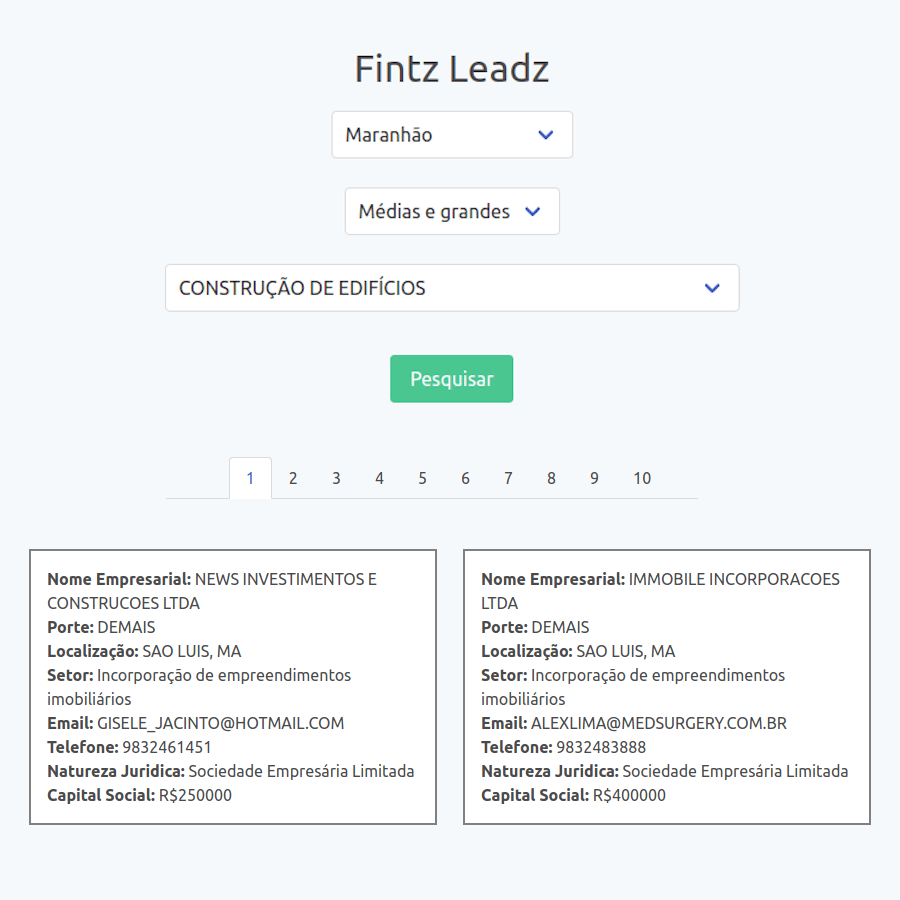 Fintz Leadz
Maranhão
Médias e grandes
CONSTRUÇÃO DE EDIFÍCIOS
Pesquisar
1 2 3 4 5 6 7 8 9 10
Nome Empresarial: NEWS INVESTIMENTOS E
CONSTRUCOES LTDA
Porte: DEMAIS
Localização: SAO LUIS, MA
Setor: Incorporação de empreendimentos
imobiliários
Email: GISELE_JACINTO@HOTMAIL.COM
Telefone: 9832461451
Natureza Juridica: Sociedade Empresária Limitada
Capital Social: R$250000
Nome Empresarial: IMMOBILE INCORPORACOES
LTDA
Porte: DEMAIS
Localização: SAO LUIS, MA
Setor: Incorporação de empreendimentos
imobiliários
Email: ALEXLIMA@MEDSURGERY.COM.BR
Telefone: 9832483888
Natureza Juridica: Sociedade Empresária Limitada
Capital Social: R$400000